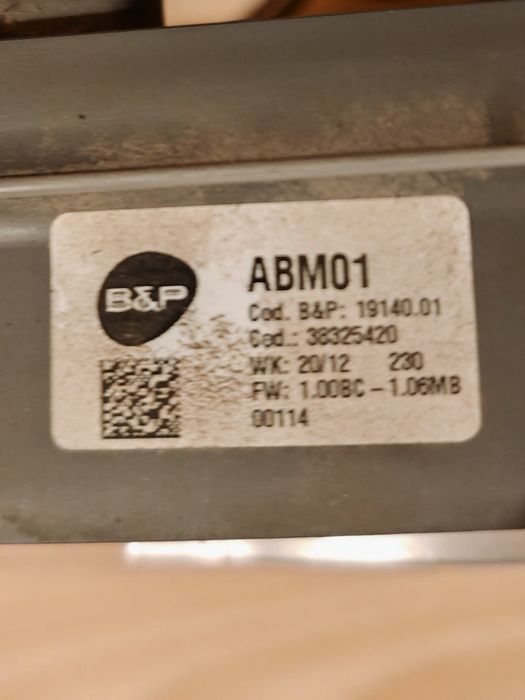 B&P
ABM01
Cod. B&P: 19140.01
Cod.: 38325420
WK: 20/12 230
FW: 1.00BC - 1.06MB
00114